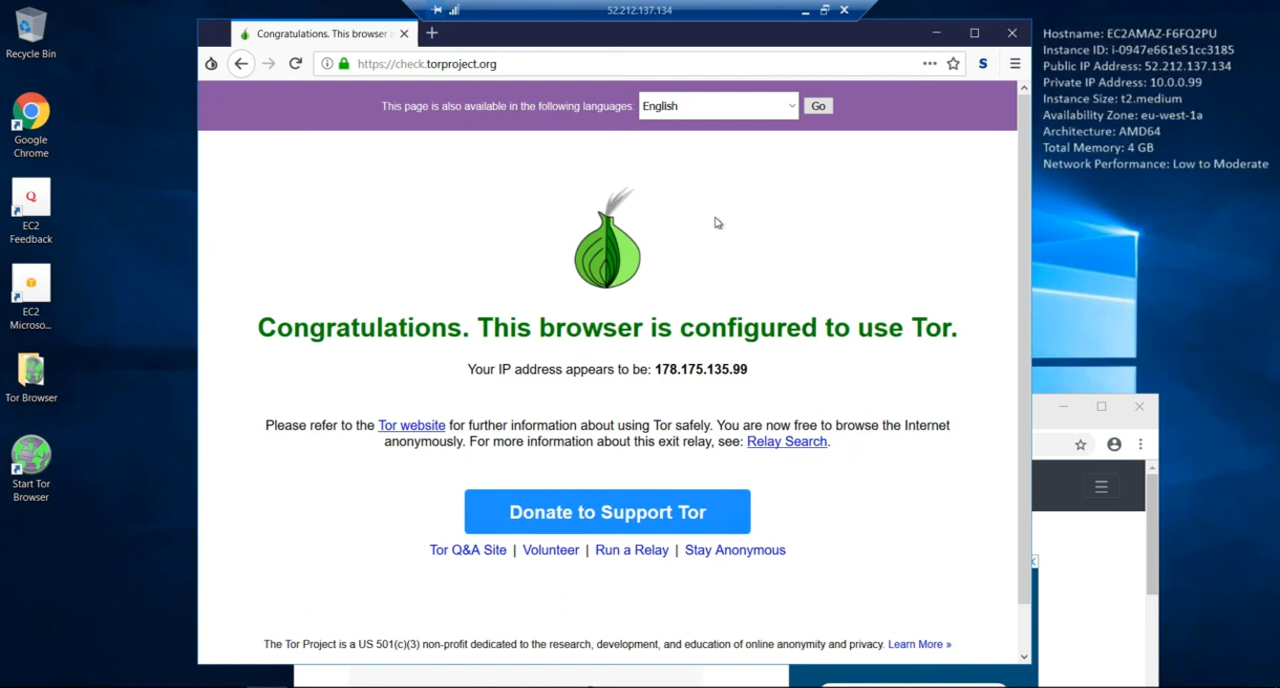 52.212.137.134
Recycle Bin
Google
Chrome
Q
EC2
Feedback
EC2
Microso...
Tor Browser
Start Tor
Browser
Congratulations. This browser
https://check.torproject.org
S
This page is also available in the following languages:
English
Go
Congratulations. This browser is configured to use Tor.
Your IP address appears to be: 178.175.135.99
Please refer to the Tor website for further information about using Tor safely. You are now free to browse the Internet
anonymously. For more information about this exit relay, see: Relay Search.
Donate to Support Tor
Tor Q&A Site | Volunteer | Run a Relay | Stay Anonymous
The Tor Project is a US 501(c)(3) non-profit dedicated to the research, development, and education of online anonymity and privacy. Learn More »
Hostname: EC2AMAZ-F6FQ2PU
Instance ID: i-0947e661e51cc3185
Public IP Address: 52.212.137.134
Private IP Address: 10.0.0.99
Instance Size: t2.medium
Availability Zone: eu-west-1a
Architecture: AMD64
Total Memory: 4 GB
Network Performance: Low to Moderate